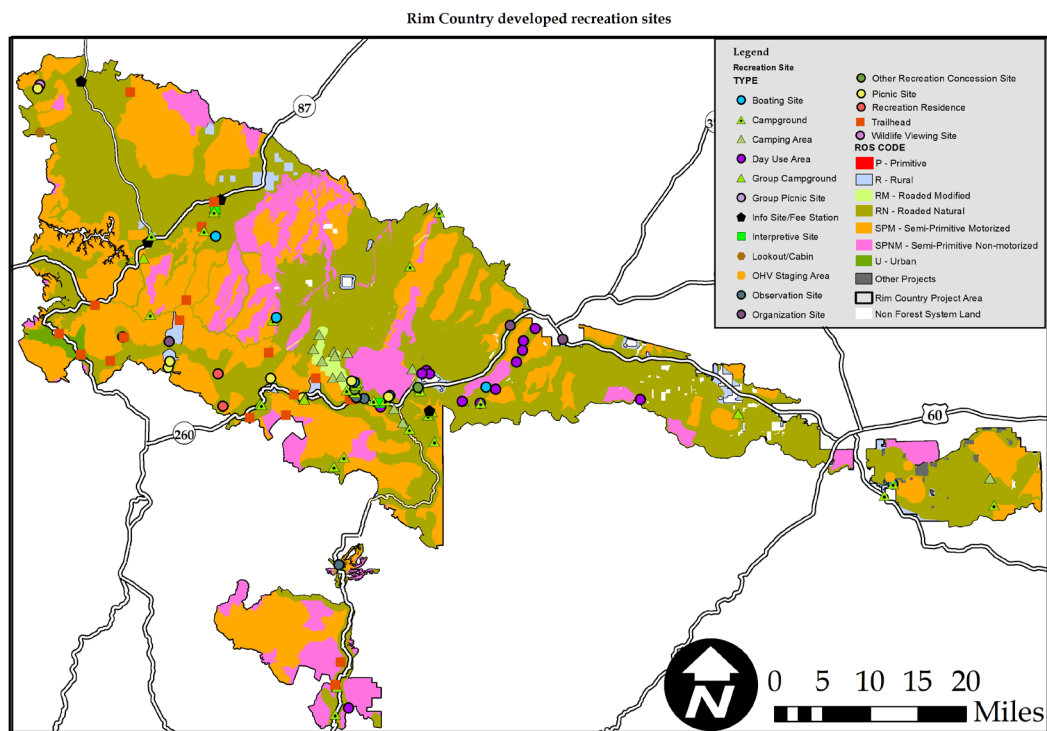 Rim Country developed recreation sites
Legend
Recreation Site
TYPE
Boating Site
Campground
Camping Area
Day Use Area
Group Campground
Group Picnic Site
Info Site/Fee Station
Interpretive Site
Lookout/Cabin
OHV Staging Area
Observation Site
Organization Site
Other Recreation Concession Site
Picnic Site
Recreation Residence
Trailhead
Wildlife Viewing Site
ROS CODE
P - Primitive
R - Rural
RM - Roaded Modified
RN - Roaded Natural
SPM - Semi-Primitive Motorized
SPNM - Semi-Primitive Non-motorized
U - Urban
Other Projects
Rim Country Project Area
Non Forest System Land
87
260
60
N
0 5 10 15 20
Miles